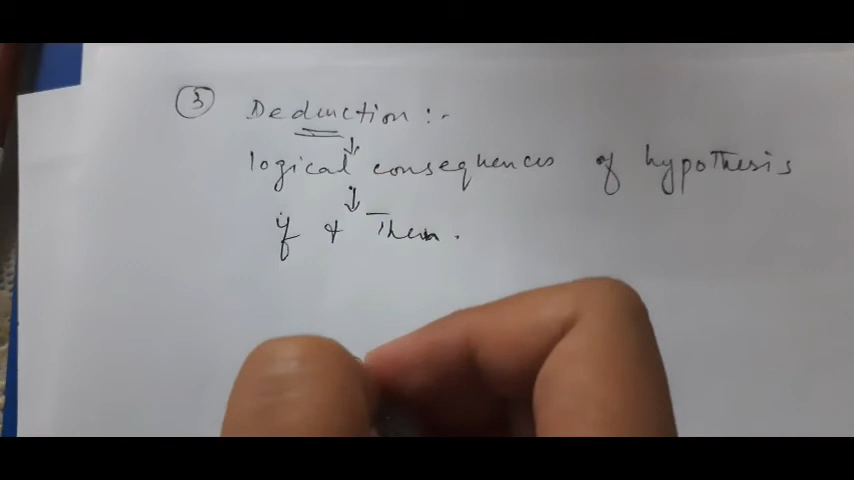 ③ Deduction :-
↓
logical consequences of hypothesis
↓
if & Then.